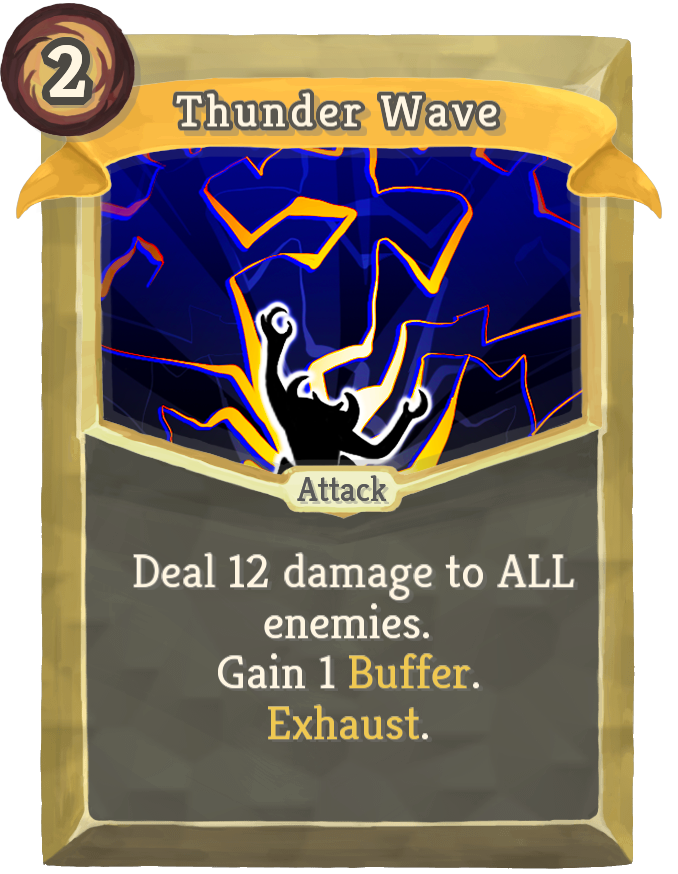 2
Thunder Wave
Attack
Deal 12 damage to ALL
enemies.
Gain 1 Buffer.
Exhaust.